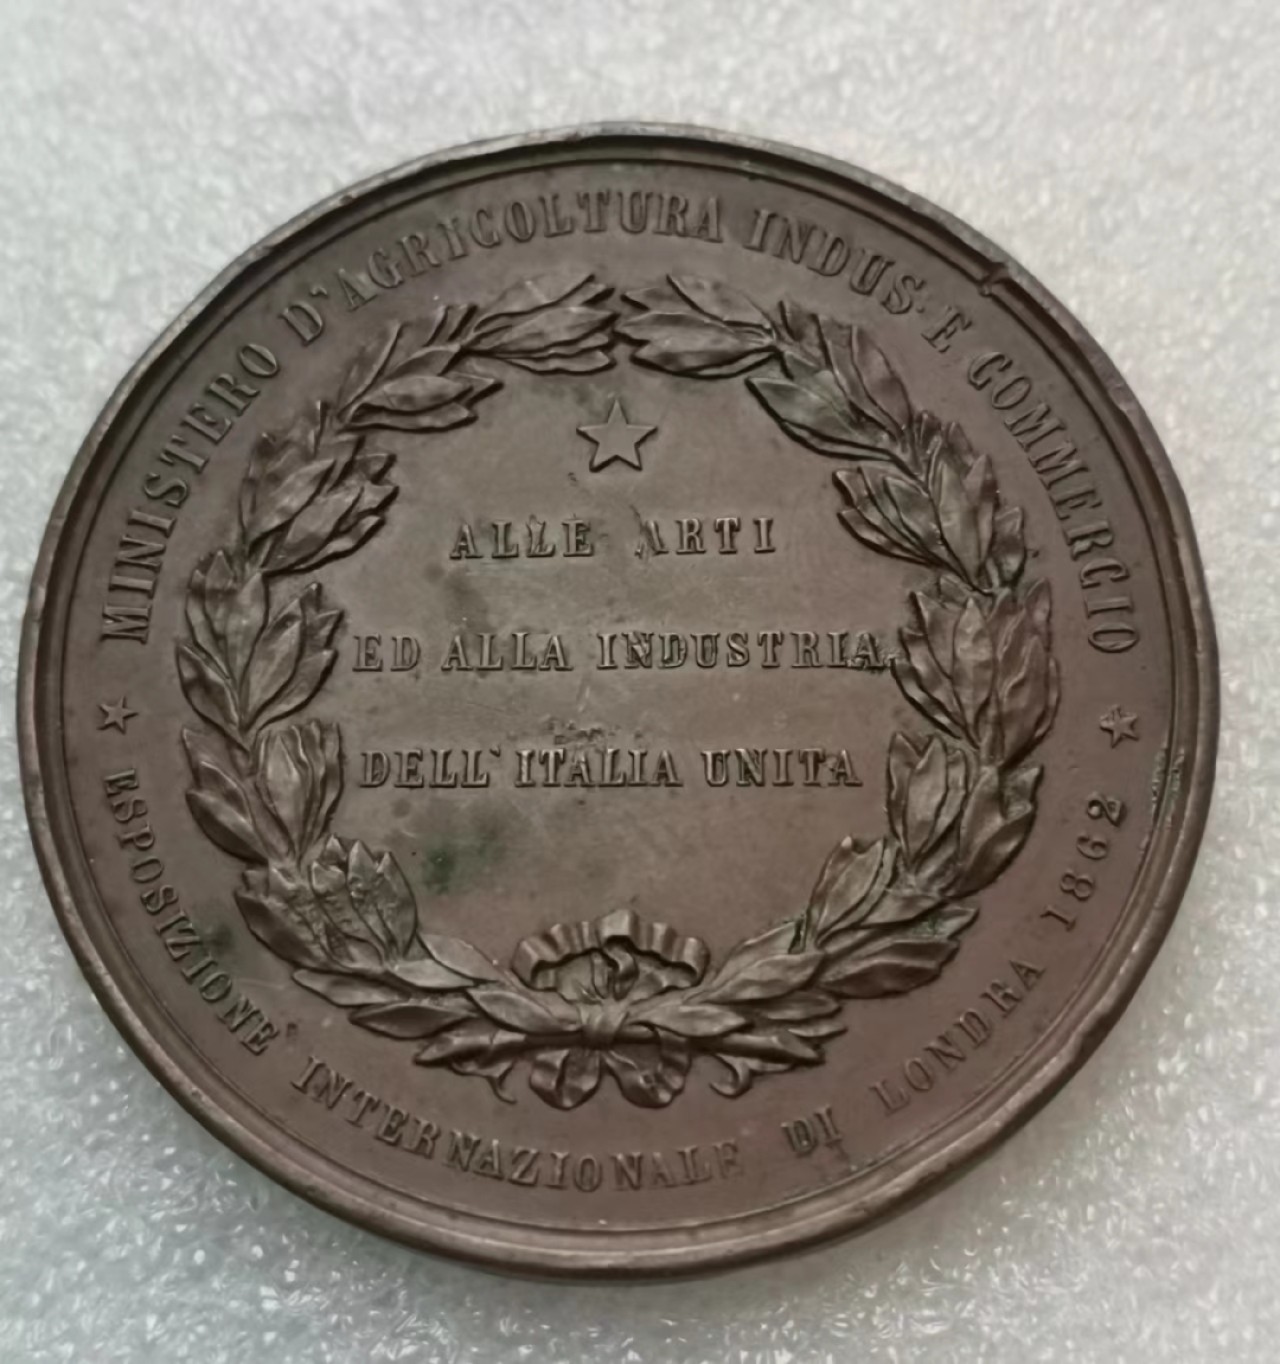 MINISTERO D'AGRICOLTURA INDUS. E COMMERCIO
ALLE ARTI
ED ALLA INDUSTRIA
DELL' ITALIA UNITA
ESPOSIZIONE INTERNAZIONALE DI LONDRA 1862